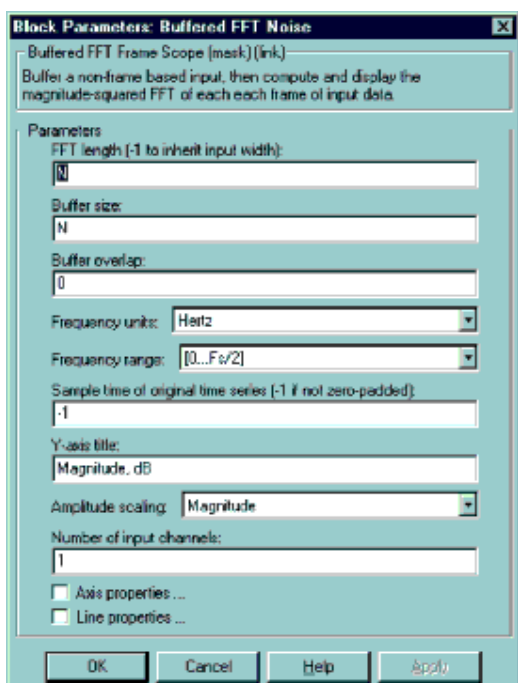 Block Parameters: Buffered FFT Noise
Buffered FFT Frame Scope (mask) (link)
Buffer a non-frame based input, then compute and display the
magnitude-squared FFT of each each frame of input data.
Parameters
FFT length (-1 to inherit input width):
N
Buffer size:
N
Buffer overlap:
0
Frequency units: Hertz
Frequency range: [0...Fs/2]
Sample time of original time series (-1 if not zero-padded):
-1
Y-axis title:
Magnitude, dB
Amplitude scaling: Magnitude
Number of input channels:
1
Axis properties ...
Line properties ...
OK Cancel Help Apply